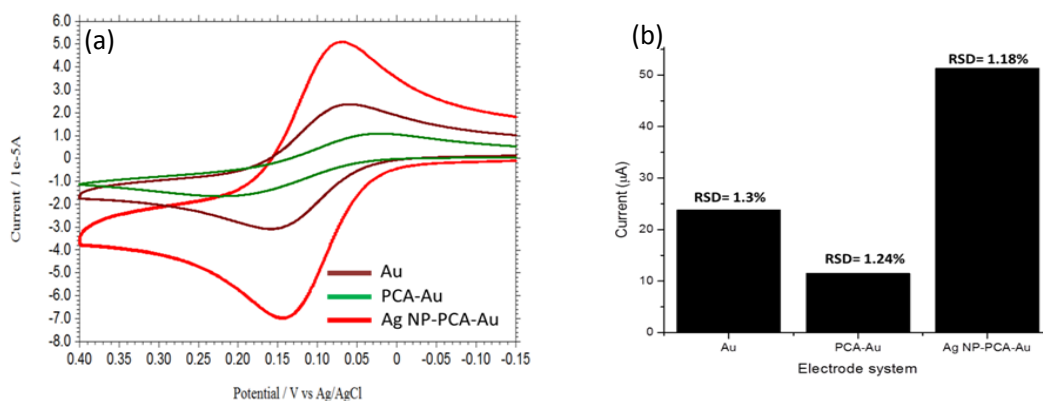 (a)
6.0
5.0
4.0
3.0
2.0
1.0
0
-1.0
-2.0
-3.0
-4.0
-5.0
-6.0
-7.0
-8.0
Current / 1e-5A
Au
PCA-Au
Ag NP-PCA-Au
0.40 0.35 0.30 0.25 0.20 0.15 0.10 0.05 0 -0.05 -0.10 -0.15
Potential / V vs Ag/AgCl
(b)
50
40
30
20
10
0
Current (µA)
RSD= 1.3%
RSD= 1.24%
RSD= 1.18%
Au PCA-Au Ag NP-PCA-Au
Electrode system